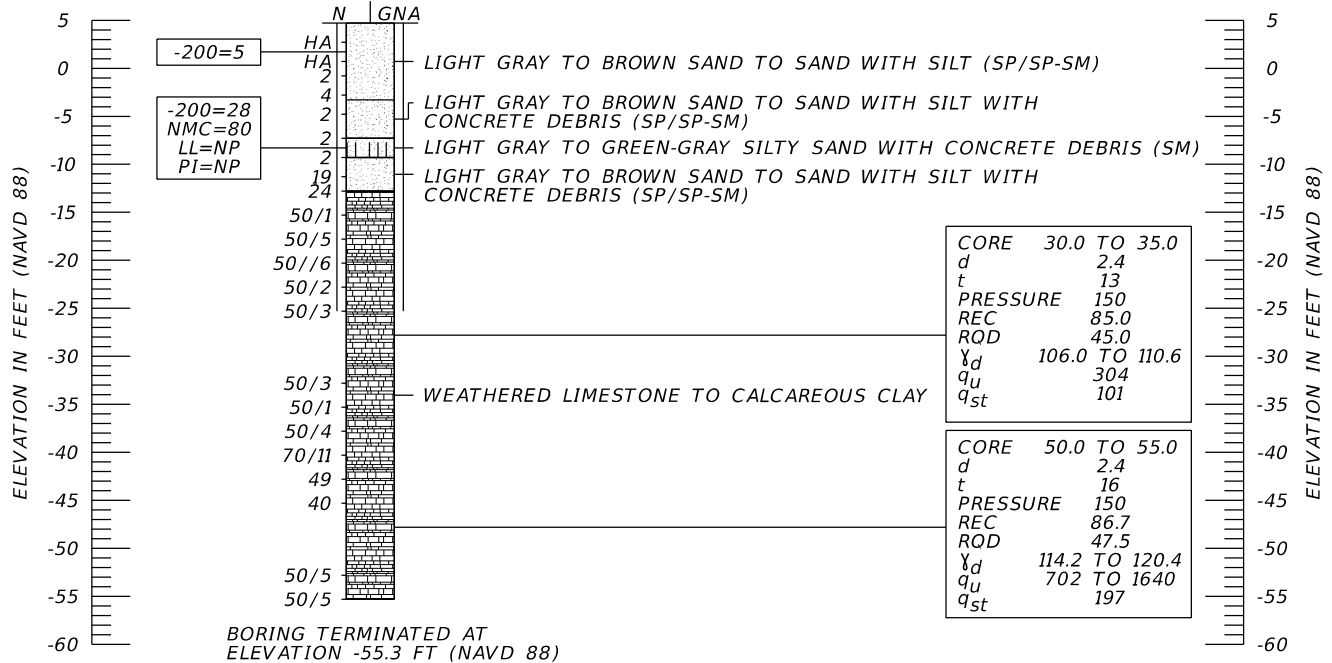 N GNA
5
0
-5
-10
-15
-20
-25
-30
-35
-40
-45
-50
-55
-60
ELEVATION IN FEET (NAVD 88)
-200=5
-200=28
NMC=80
LL=NP
PI=NP
HA
HA
2
4
2
2
2
19
24
50/1
50/5
50//6
50/2
50/3
50/3
50/1
50/4
70/11
49
40
50/5
50/5
LIGHT GRAY TO BROWN SAND TO SAND WITH SILT (SP/SP-SM)
LIGHT GRAY TO BROWN SAND TO SAND WITH SILT WITH
CONCRETE DEBRIS (SP/SP-SM)
LIGHT GRAY TO GREEN-GRAY SILTY SAND WITH CONCRETE DEBRIS (SM)
LIGHT GRAY TO BROWN SAND TO SAND WITH SILT WITH
CONCRETE DEBRIS (SP/SP-SM)
WEATHERED LIMESTONE TO CALCAREOUS CLAY
CORE 30.0 TO 35.0
d 2.4
t 13
PRESSURE 150
REC 85.0
RQD 45.0
γd 106.0 TO 110.6
qu 304
qst 101
CORE 50.0 TO 55.0
d 2.4
t 16
PRESSURE 150
REC 86.7
RQD 47.5
γd 114.2 TO 120.4
qu 702 TO 1640
qst 197
5
0
-5
-10
-15
-20
-25
-30
-35
-40
-45
-50
-55
-60
ELEVATION IN FEET (NAVD 88)
BORING TERMINATED AT
ELEVATION -55.3 FT (NAVD 88)